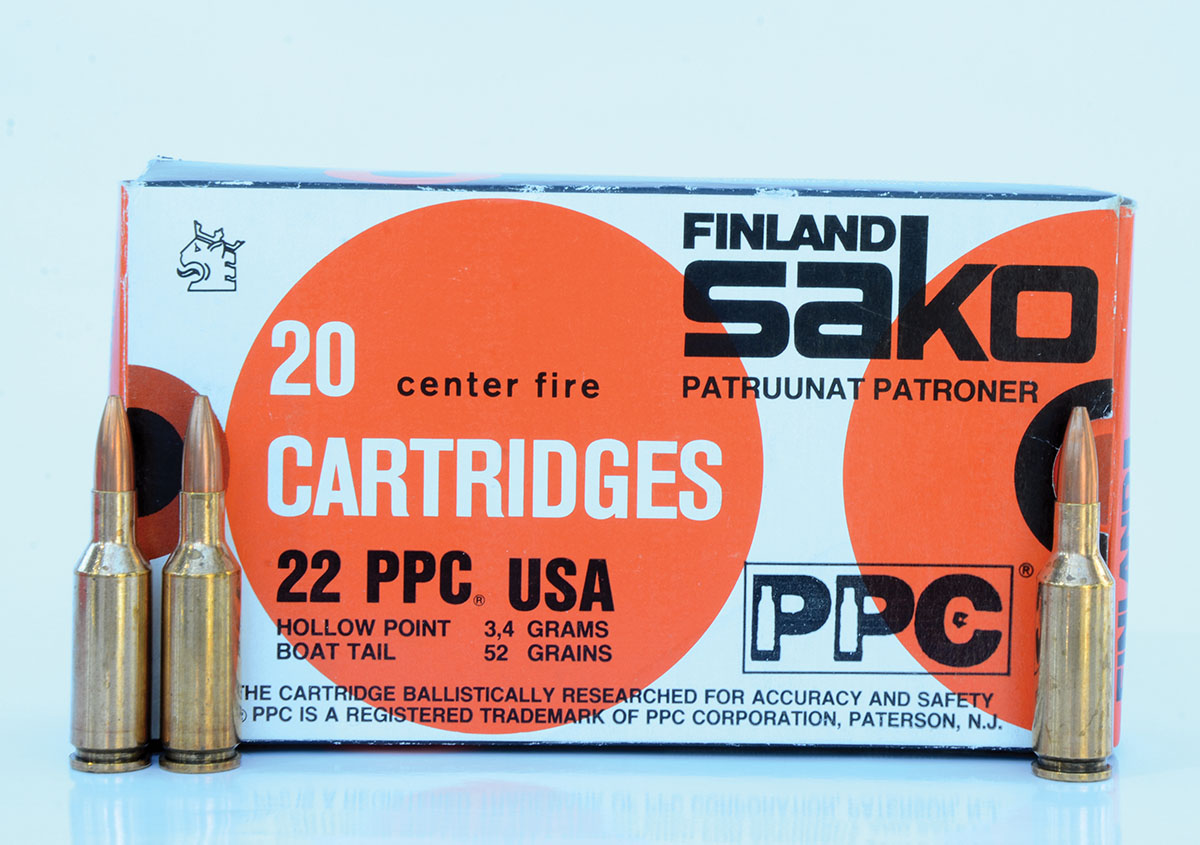 FINLAND
sako
PATRUUNAT PATRONER
20 center fire
CARTRIDGES
22 PPC® USA
HOLLOW POINT 3,4 GRAMS
BOAT TAIL 52 GRAINS
PPC®
THE CARTRIDGE BALLISTICALLY RESEARCHED FOR ACCURACY AND SAFETY
® PPC IS A REGISTERED TRADEMARK OF PPC CORPORATION, PATERSON, N.J.